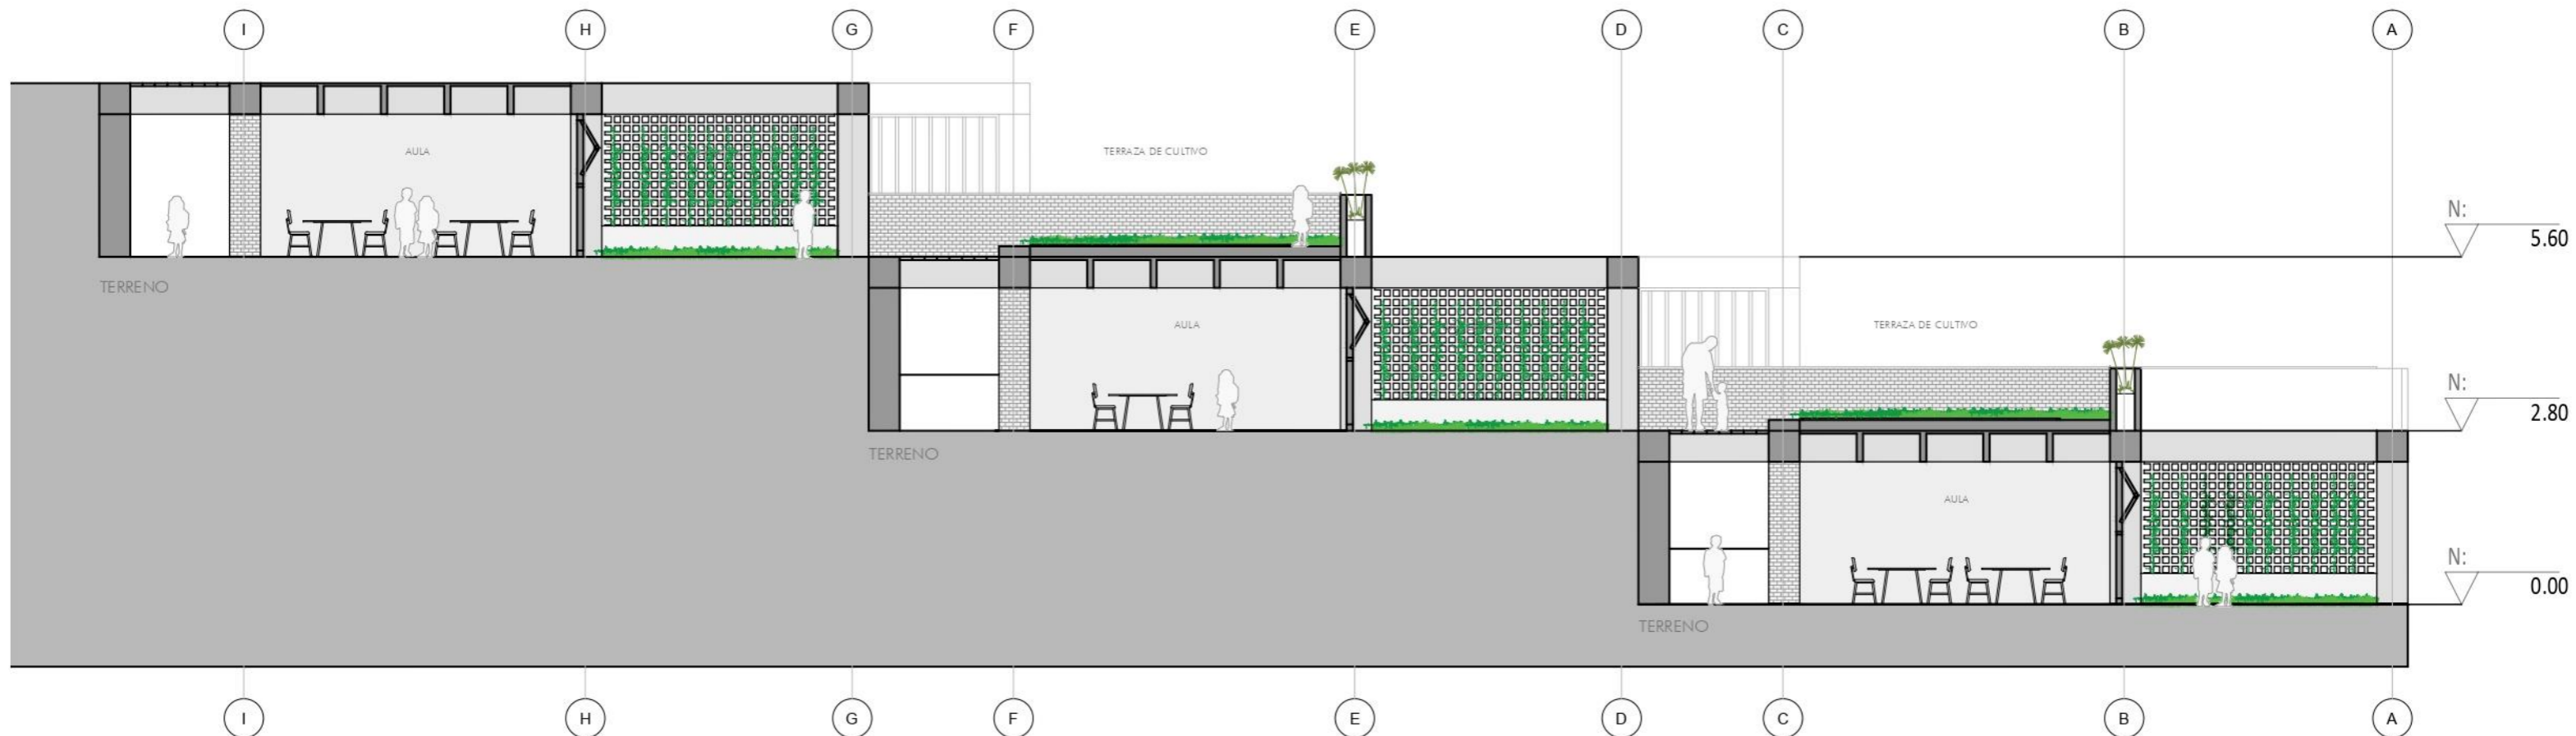 I H G F E D C B A
AULA
TERRAZA DE CULTIVO
N:
5.60
TERRENO
AULA
TERRAZA DE CULTIVO
N:
2.80
TERRENO
AULA
N:
0.00
TERRENO
I H G F E D C B A